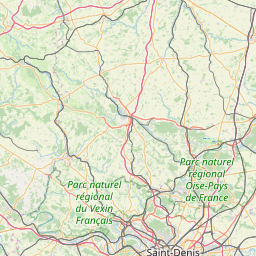 Parc naturel
régional
Oise-Pays
de France
Parc naturel
régional
du Vexin
Français
Saint-Denis